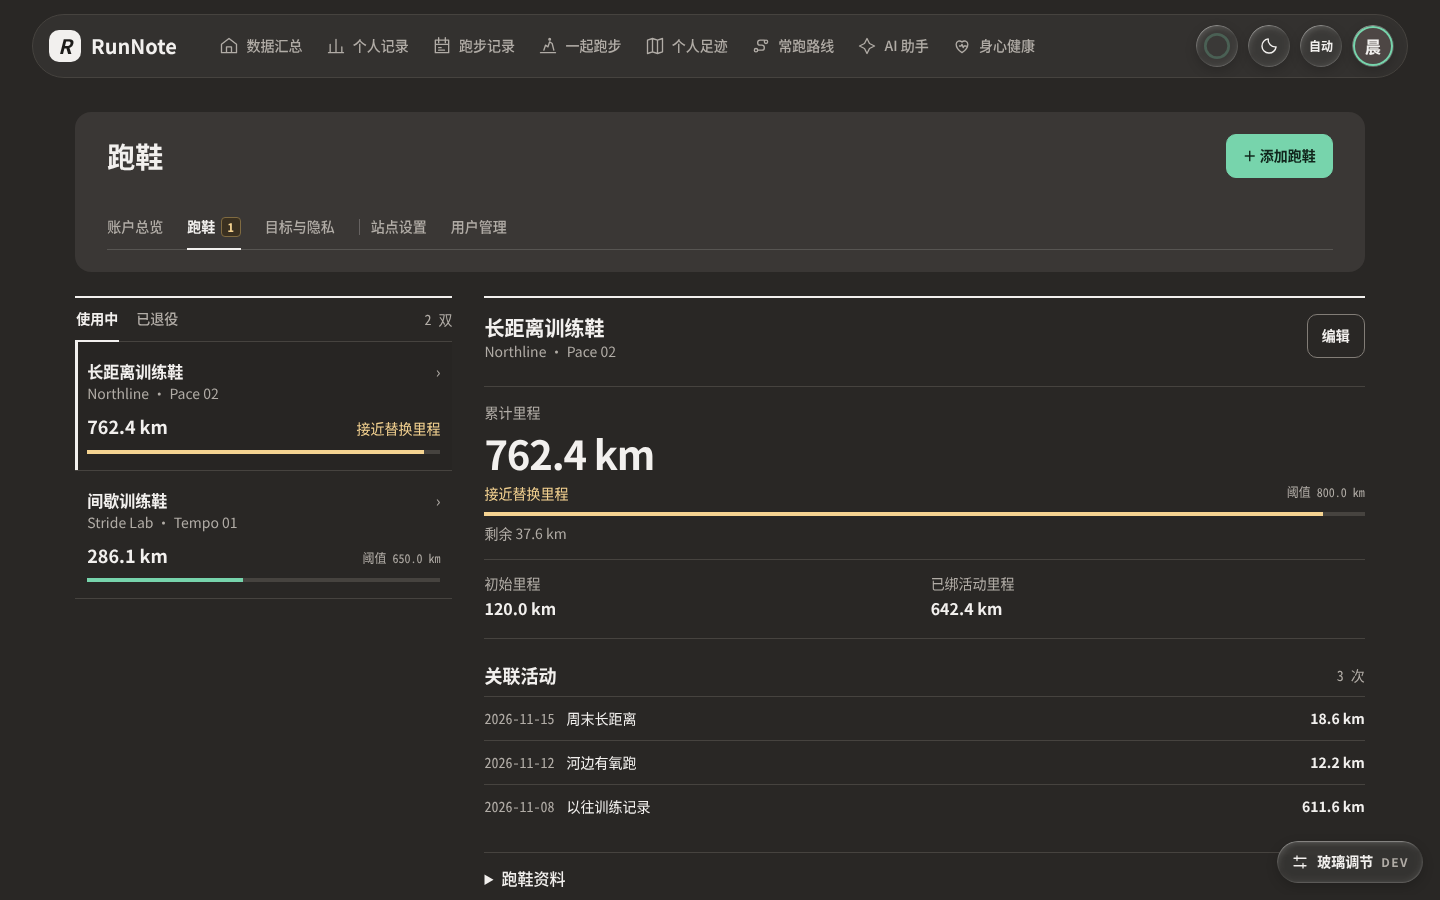 R RunNote 数据汇总 个人记录 跑步记录 一起跑步 个人足迹 常跑路线 AI 助手 身心健康 自动 晨
跑鞋
+ 添加跑鞋
账户总览 跑鞋 1 目标与隐私 站点设置 用户管理
使用中 已退役 2 双
长距离训练鞋 ›
Northline • Pace 02
762.4 km 接近替换里程
间歇训练鞋 ›
Stride Lab • Tempo 01
286.1 km 阈值 650.0 km
长距离训练鞋
Northline • Pace 02
编辑
累计里程
762.4 km
接近替换里程 阈值 800.0 km
剩余 37.6 km
初始里程 已绑活动里程
120.0 km 642.4 km
关联活动 3 次
2026-11-15 周末长距离 18.6 km
2026-11-12 河边有氧跑 12.2 km
2026-11-08 以往训练记录 611.6 km
▶ 跑鞋资料
玻璃调节 DEV